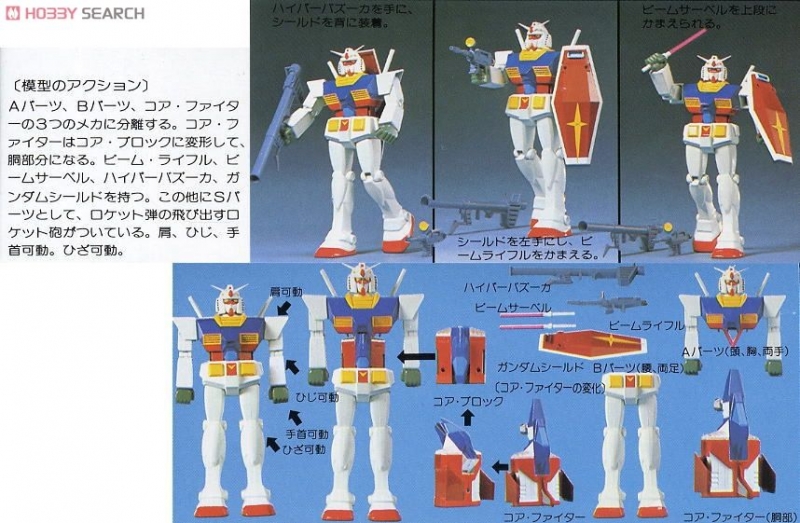 HOBBY SEARCH
〔模型のアクション〕
Aパーツ、Bパーツ、コア・ファイタ
ーの3つのメカに分離する。コア・フ
ァイターはコア・ブロックに変形して、
胴部分になる。ビーム・ライフル、ビ
ームサーベル、ハイパーバズーカ、ガ
ンダムシールドを持つ。この他にSパ
ーツとして、ロケット弾の飛び出すロ
ケット砲がついている。肩、ひじ、手
首可動。ひざ可動。
ハイパーバズーカを手に、
シールドを背に装着。
シールドを左手にし、ビ
ームライフルをかまえる。
ビームサーベルを上段に
かまえられる。
肩可動
ひじ可動
手首可動
ひざ可動
ハイパーバズーカ
ビームサーベル
ビームライフル
ガンダムシールド
Aパーツ(頭、胸、両手)
Bパーツ(腰、両足)
(コア・ファイターの変化)
コア・ブロック
コア・ファイター
コア・ファイター(胴部)